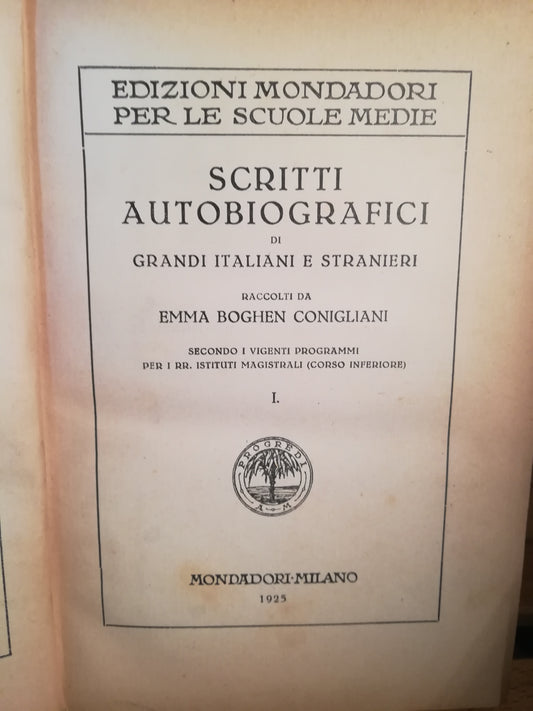 EDIZIONI MONDADORI
PER LE SCUOLE MEDIE
SCRITTI
AUTOBIOGRAFICI
DI
GRANDI ITALIANI E STRANIERI
RACCOLTI DA
EMMA BOGHEN CONIGLIANI
SECONDO I VIGENTI PROGRAMMI
PER I RR. ISTITUTI MAGISTRALI (CORSO INFERIORE)
I.
PROGREDI
A M
MONDADORI·MILANO
1925